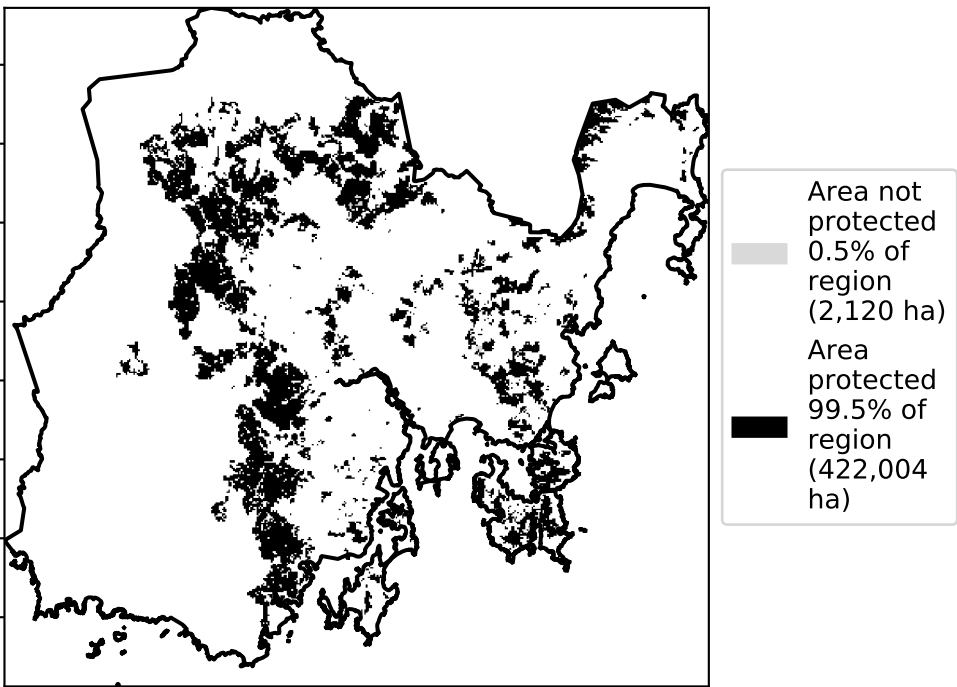 Area not
protected
0.5% of
region
(2,120 ha)
Area
protected
99.5% of
region
(422,004
ha)